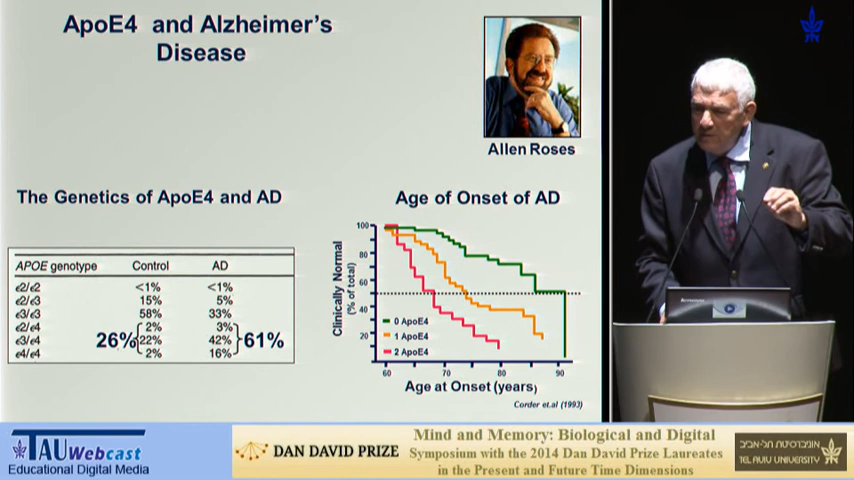 ApoE4 and Alzheimer's
Disease
Allen Roses
The Genetics of ApoE4 and AD
APOE genotype Control AD
ε2/ε2 <1% <1%
ε2/ε3 15% 5%
ε3/ε3 58% 33%
ε2/ε4 2% 3%
ε3/ε4 22% 42%
ε4/ε4 2% 16%
26% 61%
Age of Onset of AD
Clinically Normal
(% of total)
100
80
60
40
20
0 ApoE4
1 ApoE4
2 ApoE4
60 70 80 90
Age at Onset (years)
Corder et.al (1993)
TAU Webcast
Educational Digital Media
DAN DAVID PRIZE
Mind and Memory: Biological and Digital
Symposium with the 2014 Dan David Prize Laureates
in the Present and Future Time Dimensions
אוניברסיטת תל-אביב
TEL AVIV UNIVERSITY